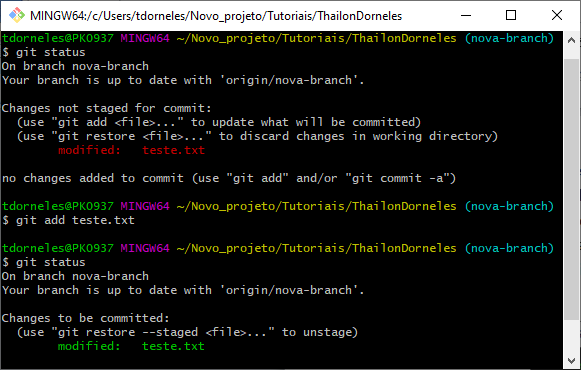 MINGW64:/c/Users/tdorneles/Novo_projeto/Tutoriais/ThailonDorneles
tdorneles@PK0937 MINGW64 ~/Novo_projeto/Tutoriais/ThailonDorneles (nova-branch)
$ git status
On branch nova-branch
Your branch is up to date with 'origin/nova-branch'.
Changes not staged for commit:
  (use "git add <file>..." to update what will be committed)
  (use "git restore <file>..." to discard changes in working directory)
        modified:   teste.txt
no changes added to commit (use "git add" and/or "git commit -a")
tdorneles@PK0937 MINGW64 ~/Novo_projeto/Tutoriais/ThailonDorneles (nova-branch)
$ git add teste.txt
tdorneles@PK0937 MINGW64 ~/Novo_projeto/Tutoriais/ThailonDorneles (nova-branch)
$ git status
On branch nova-branch
Your branch is up to date with 'origin/nova-branch'.
Changes to be committed:
  (use "git restore --staged <file>..." to unstage)
        modified:   teste.txt